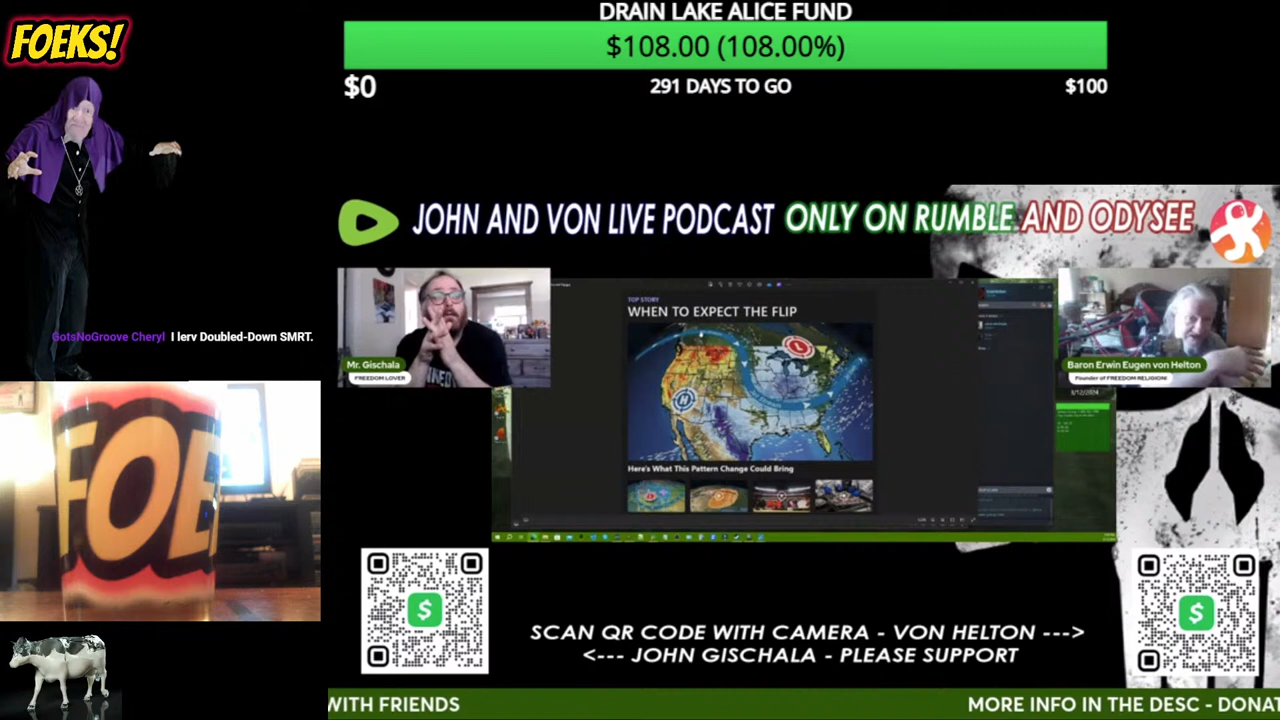 FOEKS!
DRAIN LAKE ALICE FUND
$108.00 (108.00%)
$0
291 DAYS TO GO
$100
JOHN AND VON LIVE PODCAST ONLY ON RUMBLE AND ODYSEE
Mr. Gischala
FREEDOM LOVER
TOP STORY
WHEN TO EXPECT THE FLIP
H
L
Here's What This Pattern Change Could Bring
Baron Erwin Eugen von Helton
Founder of FREEDOM RELIGION!
GotsNoGroove Cheryl I lerv Doubled-Down SMRT.
FOE
$
$
SCAN QR CODE WITH CAMERA - VON HELTON --->
<--- JOHN GISCHALA - PLEASE SUPPORT
WITH FRIENDS
MORE INFO IN THE DESC - DONAT